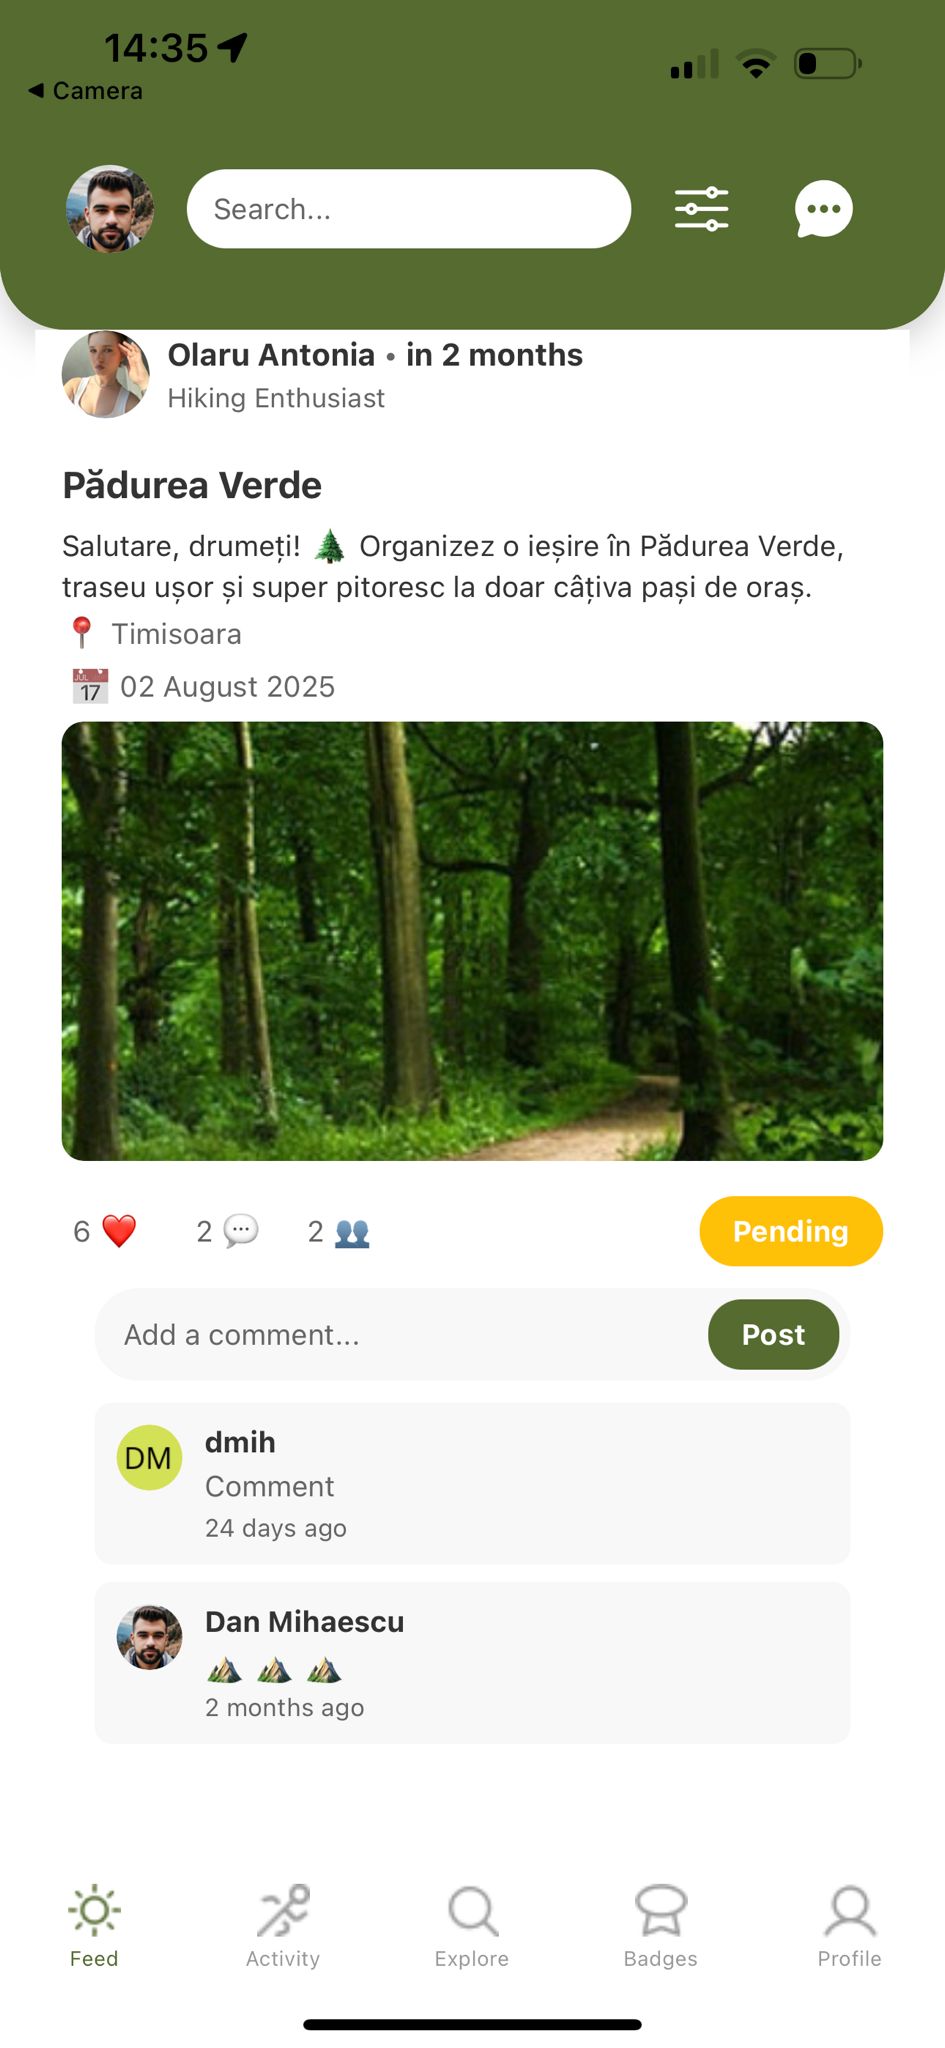 14:35
◀ Camera
Search...
Olaru Antonia • in 2 months
Hiking Enthusiast
Pădurea Verde
Salutare, drumeți! 🌲 Organizez o ieșire în Pădurea Verde,
traseu ușor și super pitoresc la doar câțiva pași de oraș.
📍 Timisoara
📅 02 August 2025
6 ❤️ 2 💬 2 👥 Pending
Add a comment... Post
DM
dmih
Comment
24 days ago
Dan Mihaescu
⛰️ ⛰️ ⛰️
2 months ago
Feed Activity Explore Badges Profile